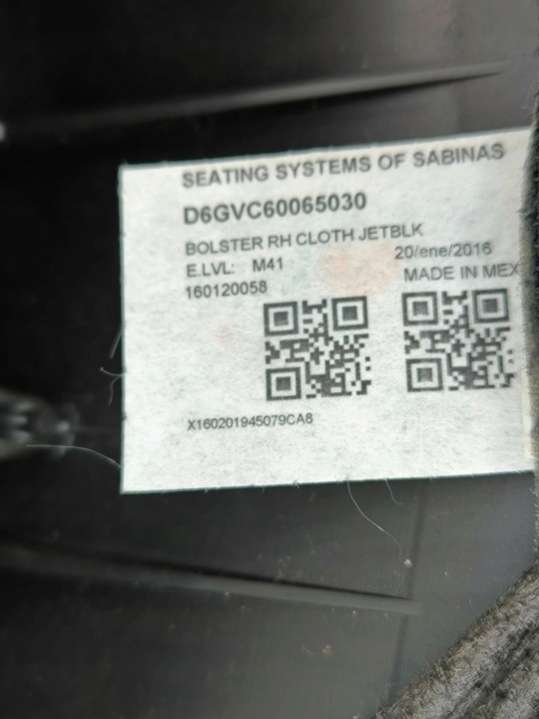 SEATING SYSTEMS OF SABINAS
D6GVC60065030
BOLSTER RH CLOTH JETBLK
E.LVL: M41 20/ene/2016
160120058 MADE IN MEX
X160201945079CA8